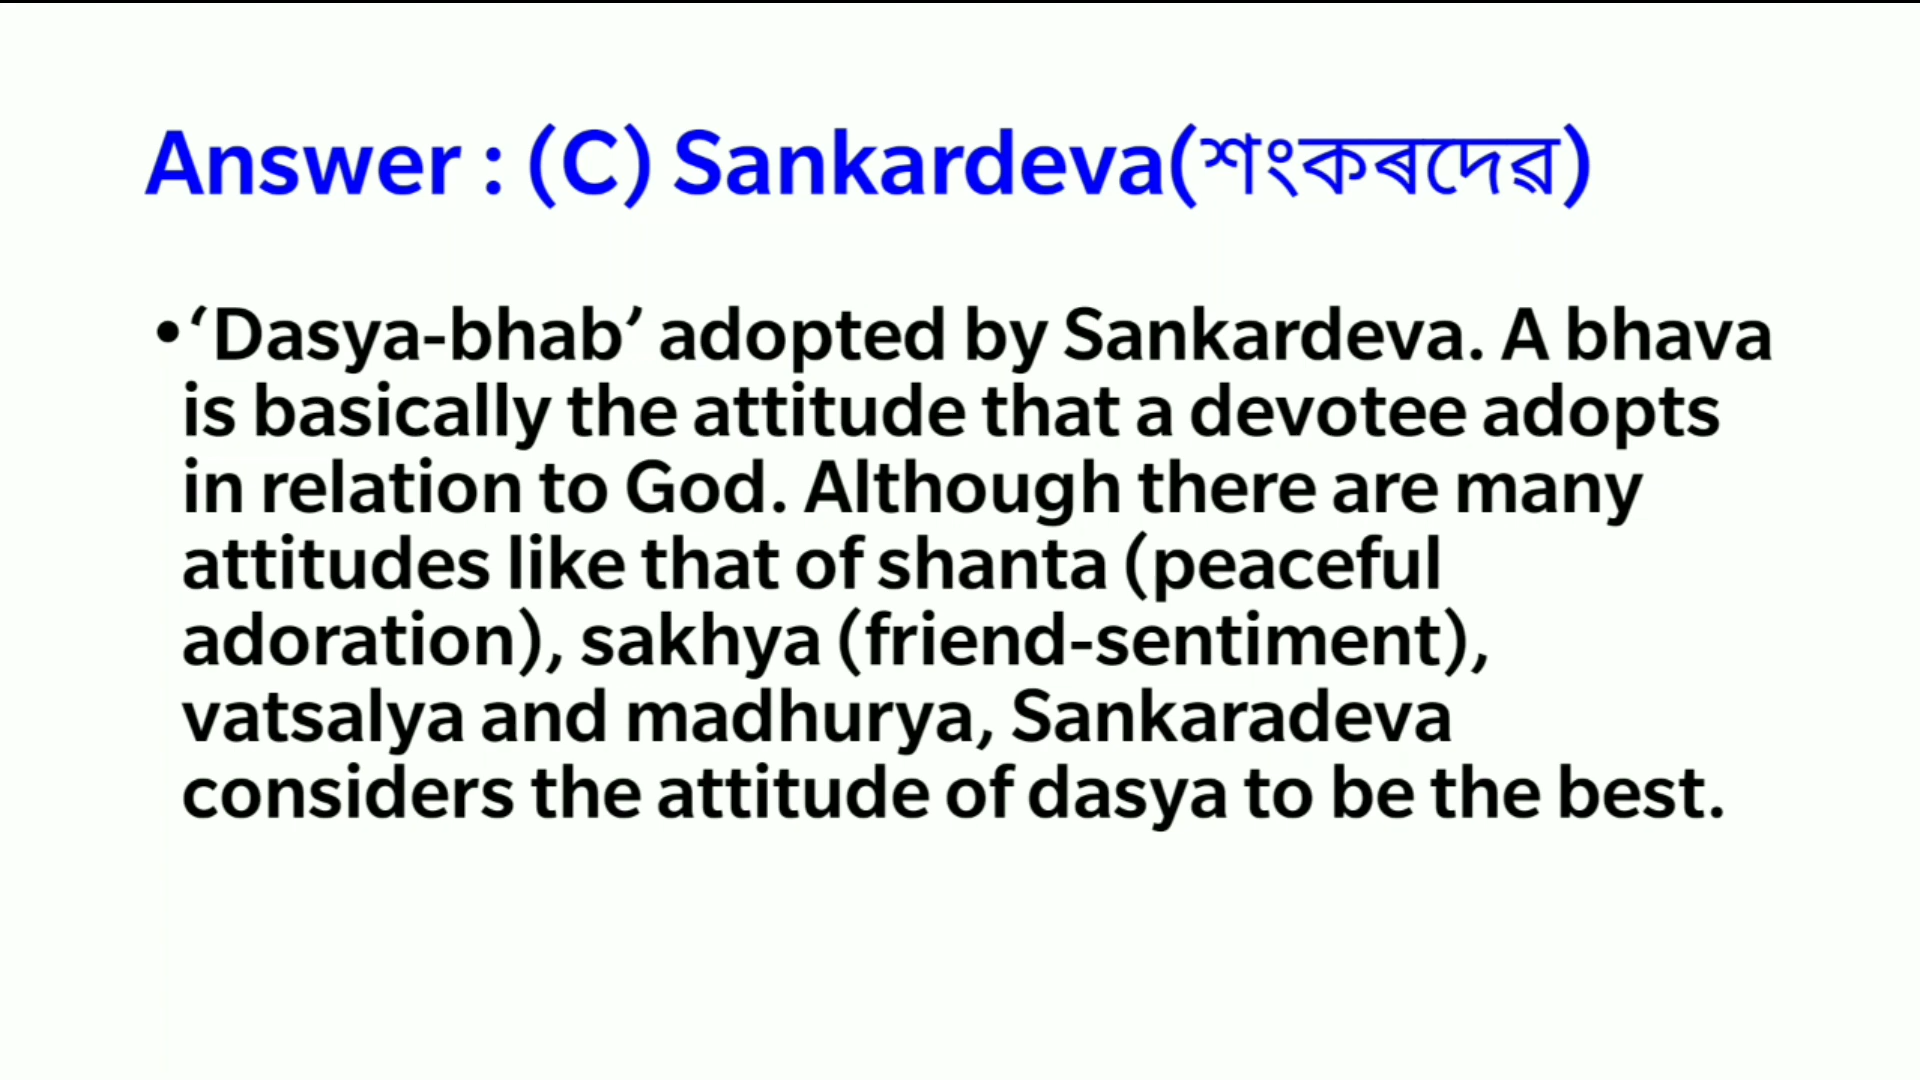 Answer : (C) Sankardeva(শংকৰদেৱ)
•‘Dasya-bhab’ adopted by Sankardeva. A bhava
is basically the attitude that a devotee adopts
in relation to God. Although there are many
attitudes like that of shanta (peaceful
adoration), sakhya (friend-sentiment),
vatsalya and madhurya, Sankaradeva
considers the attitude of dasya to be the best.